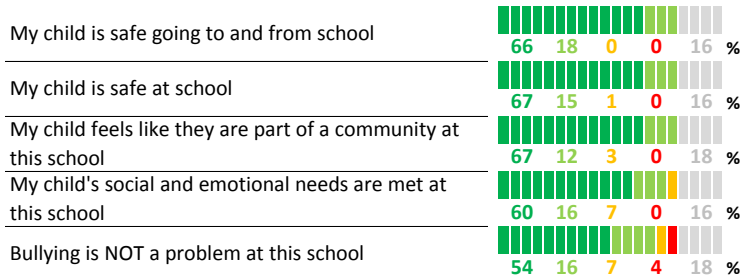 My child is safe going to and from school
66 18 0 0 16 %
My child is safe at school
67 15 1 0 16 %
My child feels like they are part of a community at
this school
67 12 3 0 18 %
My child's social and emotional needs are met at
this school
60 16 7 0 16 %
Bullying is NOT a problem at this school
54 16 7 4 18 %